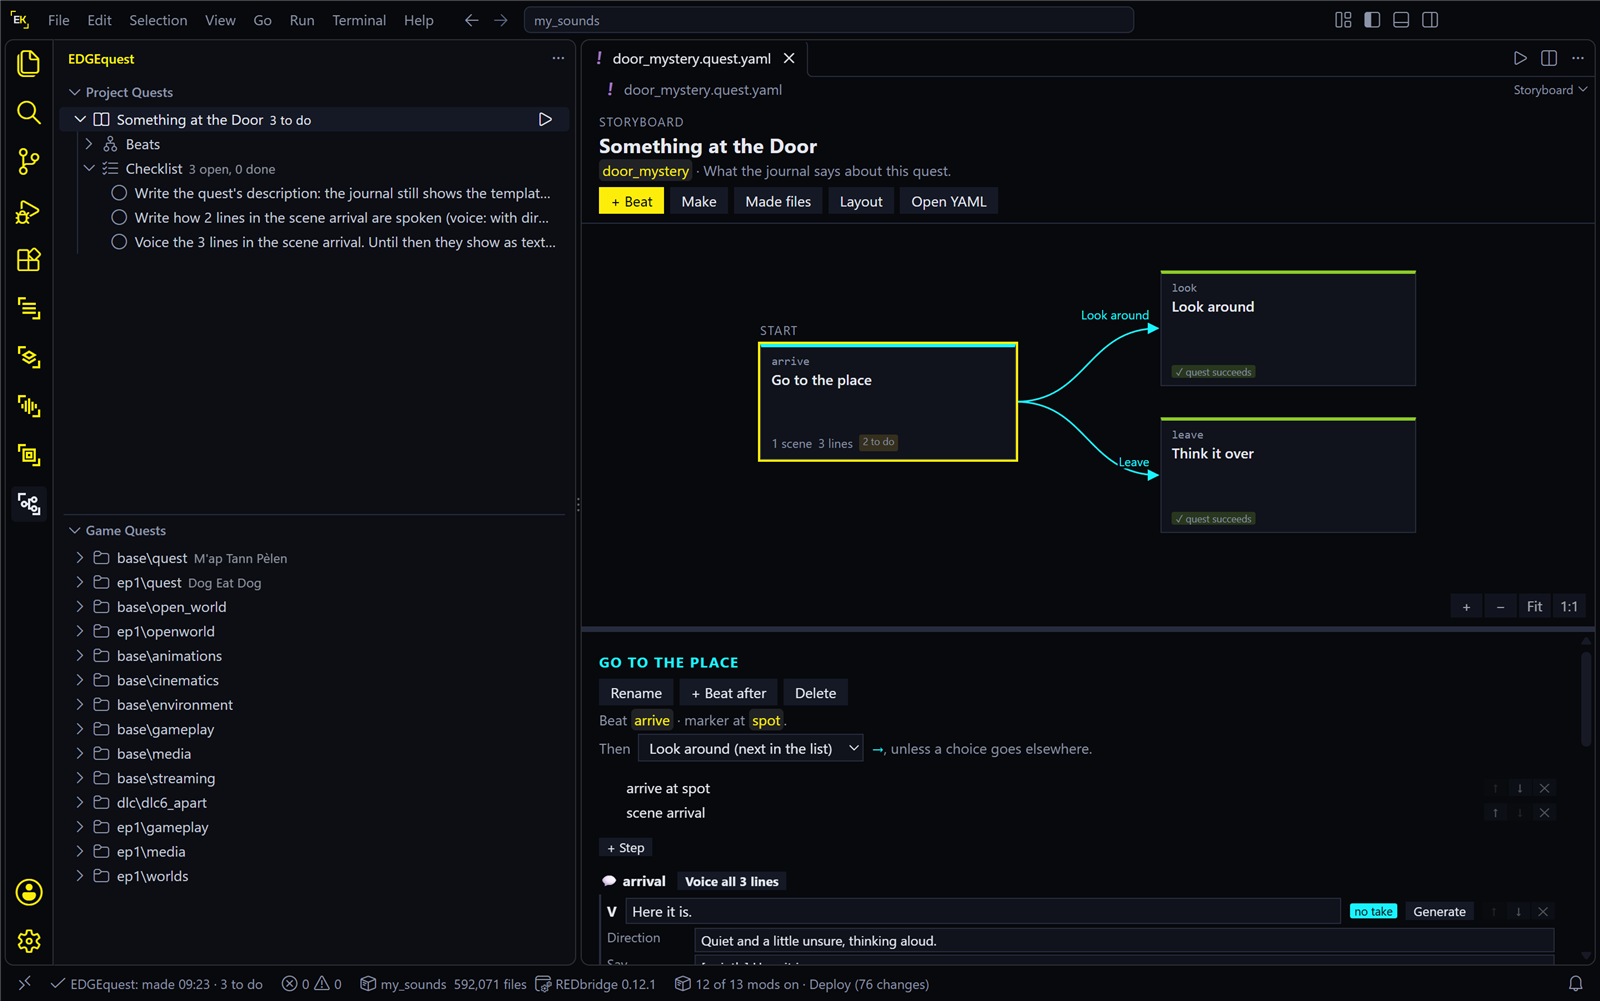 EK File Edit Selection View Go Run Terminal Help my_sounds
EDGEquest
Project Quests
Something at the Door 3 to do
Beats
Checklist 3 open, 0 done
Write the quest's description: the journal still shows the templat...
Write how 2 lines in the scene arrival are spoken (voice: with dir...
Voice the 3 lines in the scene arrival. Until then they show as text...
Game Quests
base\quest M'ap Tann Pèlen
ep1\quest Dog Eat Dog
base\open_world
ep1\openworld
base\animations
base\cinematics
base\environment
base\gameplay
base\media
base\streaming
dlc\dlc6_apart
ep1\gameplay
ep1\media
ep1\worlds
! door_mystery.quest.yaml
! door_mystery.quest.yaml Storyboard
STORYBOARD
Something at the Door
door_mystery · What the journal says about this quest.
+ Beat Make Made files Layout Open YAML
START
arrive
Go to the place
1 scene 3 lines 2 to do
Look around
look
Look around
✓ quest succeeds
Leave
leave
Think it over
✓ quest succeeds
+ − Fit 1:1
GO TO THE PLACE
Rename + Beat after Delete
Beat arrive · marker at spot.
Then Look around (next in the list) →, unless a choice goes elsewhere.
arrive at spot ↑ ↓ ✕
scene arrival ↑ ↓ ✕
+ Step
arrival Voice all 3 lines
V Here it is. no take Generate ↑ ↓ ✕
Direction Quiet and a little unsure, thinking aloud.
Say
EDGEquest: made 09:23 · 3 to do 0 0 my_sounds 592,071 files REDbridge 0.12.1 12 of 13 mods on · Deploy (76 changes)